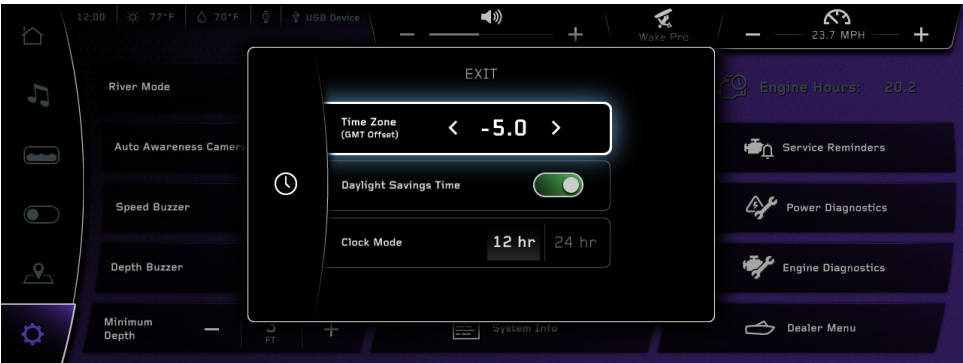 12:00 77°F 70°F USB Device
Wake Pro
23.7 MPH
EXIT
River Mode
Engine Hours: 20.2
Time Zone
(GMT Offset)
-5.0
Auto Awareness Camera
Service Reminders
Daylight Savings Time
Speed Buzzer
Power Diagnostics
Clock Mode
12 hr 24 hr
Depth Buzzer
Engine Diagnostics
Minimum
Depth
FT
System Info
Dealer Menu